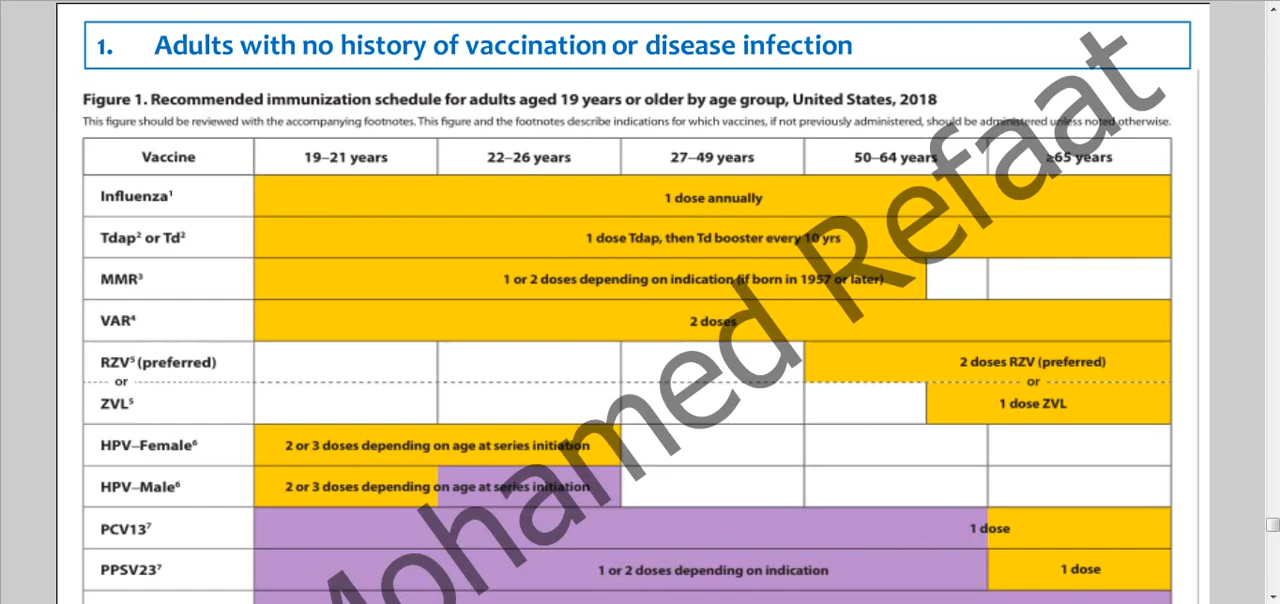 1. Adults with no history of vaccination or disease infection
Figure 1. Recommended immunization schedule for adults aged 19 years or older by age group, United States, 2018
This figure should be reviewed with the accompanying footnotes. This figure and the footnotes describe indications for which vaccines, if not previously administered, should be administered unless noted otherwise.
Vaccine 19–21 years 22–26 years 27–49 years 50–64 years ≥65 years
Influenza¹ 1 dose annually
Tdap² or Td² 1 dose Tdap, then Td booster every 10 yrs
MMR³ 1 or 2 doses depending on indication (if born in 1957 or later)
VAR⁴ 2 doses
RZV⁵ (preferred) 2 doses RZV (preferred)
or or
ZVL⁵ 1 dose ZVL
HPV–Female⁶ 2 or 3 doses depending on age at series initiation
HPV–Male⁶ 2 or 3 doses depending on age at series initiation
PCV13⁷ 1 dose
PPSV23⁷ 1 or 2 doses depending on indication 1 dose
Mohamed Refaat